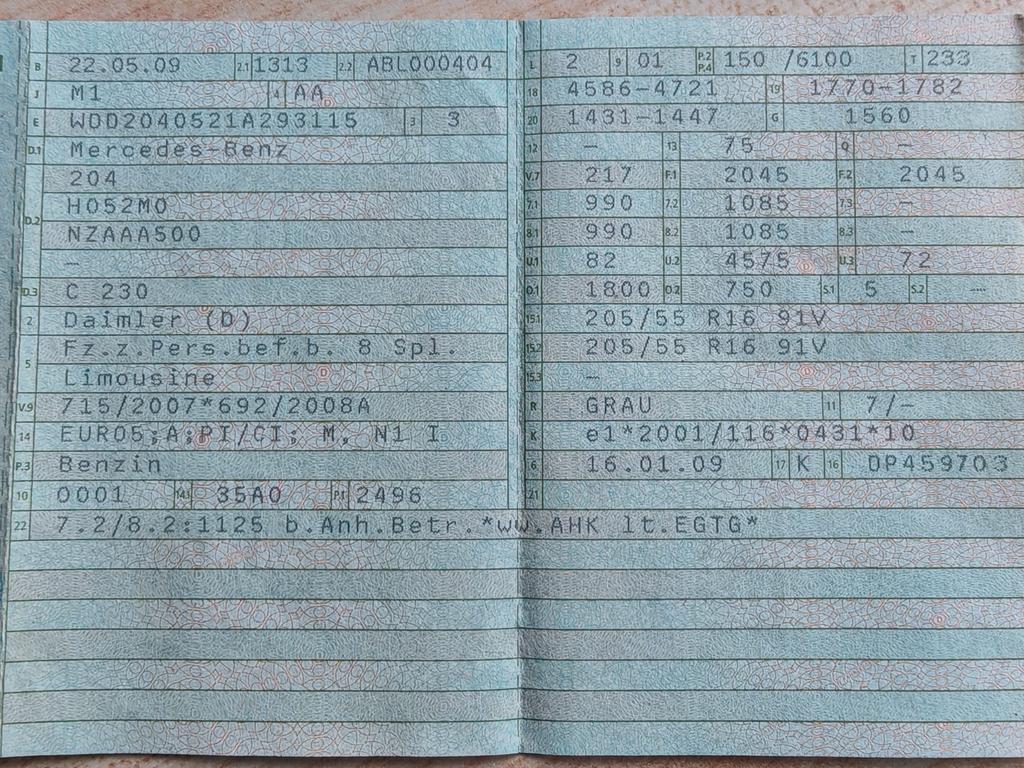 B 22.05.09 2.1 1313 2.2 ABL000404
J M1 4 AA
E WDD2040521A293115 3 3
D.1 Mercedes-Benz
204
D.2 H052M0
NZAAA500
—
D.3 C 230
2 Daimler (D)
5 Fz.z.Pers.bef.b. 8 Spl.
Limousine
V.9 715/2007*692/2008A
14 EURO5;A;PI/CI; M, N1 I
P.3 Benzin
10 0001 14.1 35A0 P.1 2496
22 7.2/8.2:1125 b.Anh.Betr.*ww.AHK lt.EGTG*
L 2 9 01 P.2 P.4 150 /6100 T 233
18 4586-4721 19 1770-1782
20 1431-1447 G 1560
12 — 13 75 Q —
V.7 217 F.1 2045 F.2 2045
7.1 990 7.2 1085 7.3 —
8.1 990 8.2 1085 8.3 —
U.1 82 U.2 4575 U.3 72
O.1 1800 O.2 750 S.1 5 S.2 ----
15.1 205/55 R16 91V
15.2 205/55 R16 91V
15.3 —
R GRAU 11 7/-
K e1*2001/116*0431*10
6 16.01.09 17 K 16 DP459703
21